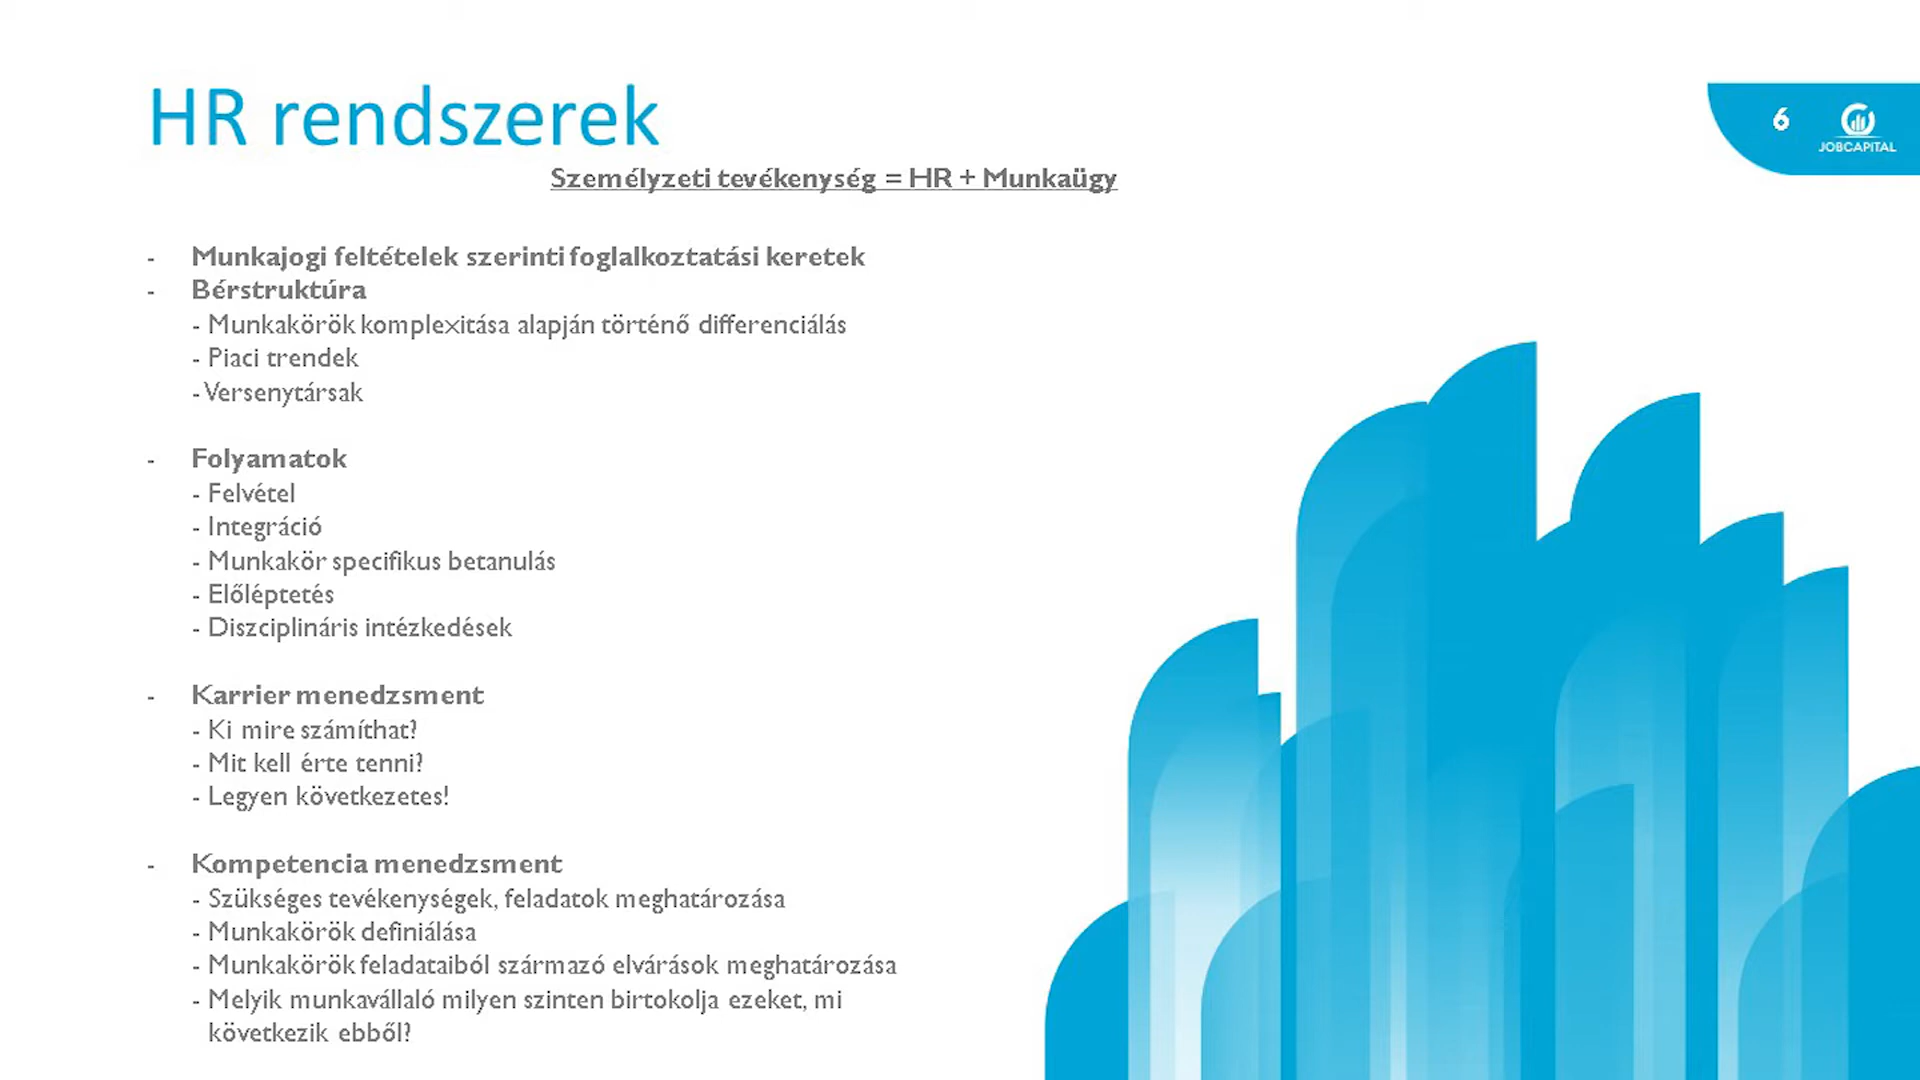 HR rendszerek
6
JOBCAPITAL
Személyzeti tevékenység = HR + Munkaügy
- Munkajogi feltételek szerinti foglalkoztatási keretek
- Bérstruktúra
- Munkakörök komplexitása alapján történő differenciálás
- Piaci trendek
- Versenytársak
- Folyamatok
- Felvétel
- Integráció
- Munkakör specifikus betanulás
- Előléptetés
- Diszciplináris intézkedések
- Karrier menedzsment
- Ki mire számíthat?
- Mit kell érte tenni?
- Legyen következetes!
- Kompetencia menedzsment
- Szükséges tevékenységek, feladatok meghatározása
- Munkakörök definiálása
- Munkakörök feladataiból származó elvárások meghatározása
- Melyik munkavállaló milyen szinten birtokolja ezeket, mi
következik ebből?